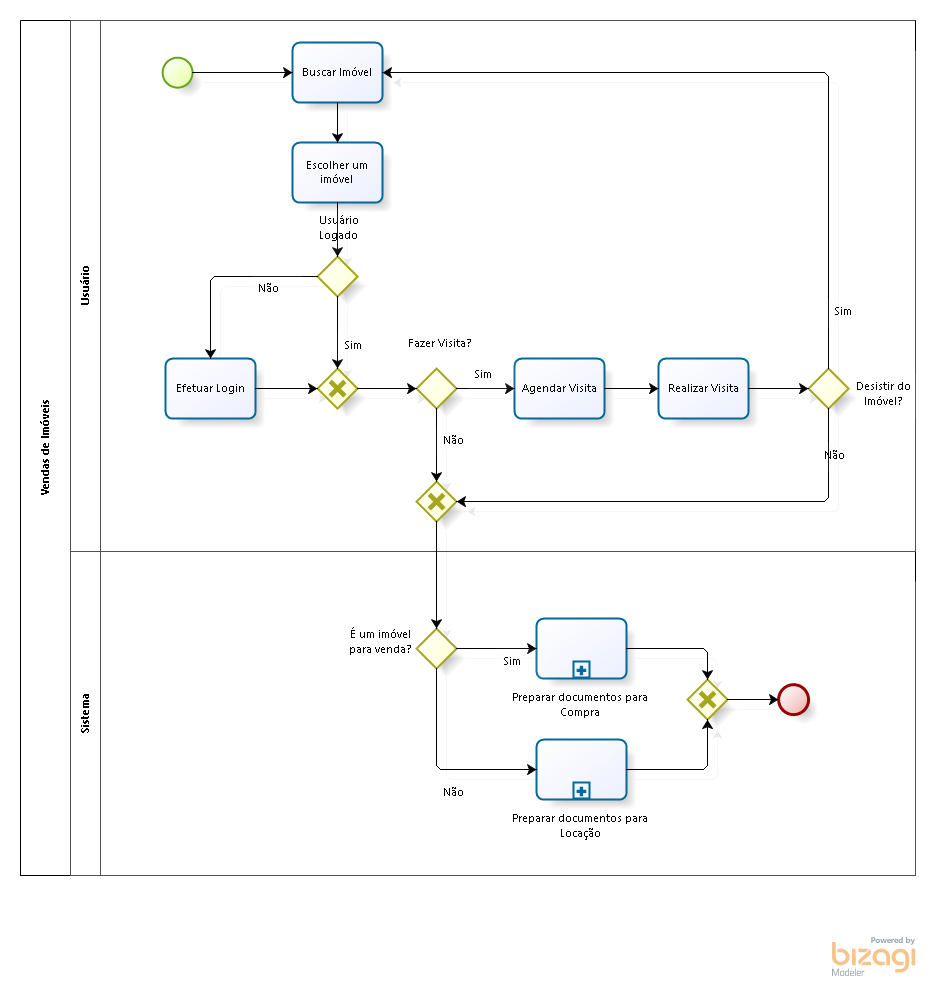 Vendas de Imóveis
Usuário
Buscar Imóvel
Escolher um
imóvel
Usuário
Logado
Não
Sim
Efetuar Login
Fazer Visita?
Sim
Agendar Visita
Realizar Visita
Sim
Desistir do
Imóvel?
Não
Não
Sistema
É um imóvel
para venda?
Sim
Preparar documentos para
Compra
Não
Preparar documentos para
Locação
Powered by
bizagi
Modeler